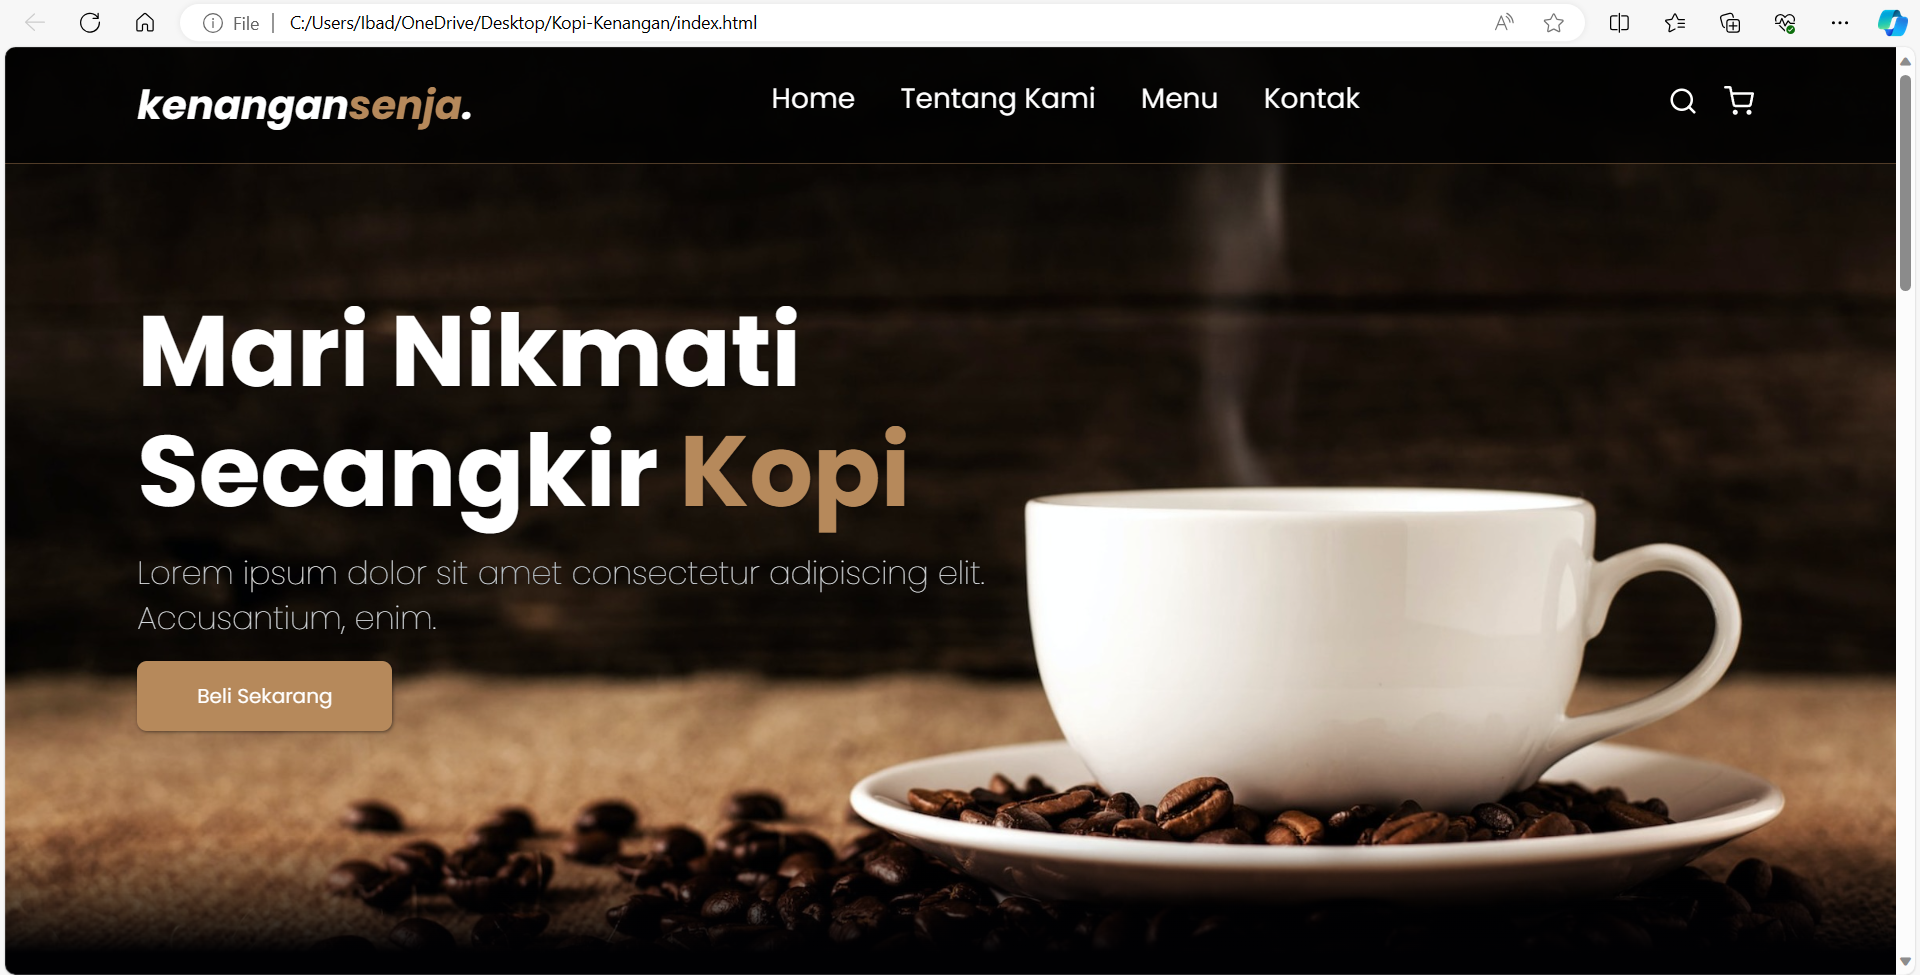 File
C:/Users/Ibad/OneDrive/Desktop/Kopi-Kenangan/index.html
kenangansenja.
Home Tentang Kami Menu Kontak
Mari Nikmati
Secangkir Kopi
Lorem ipsum dolor sit amet consectetur adipiscing elit.
Accusantium, enim.
Beli Sekarang